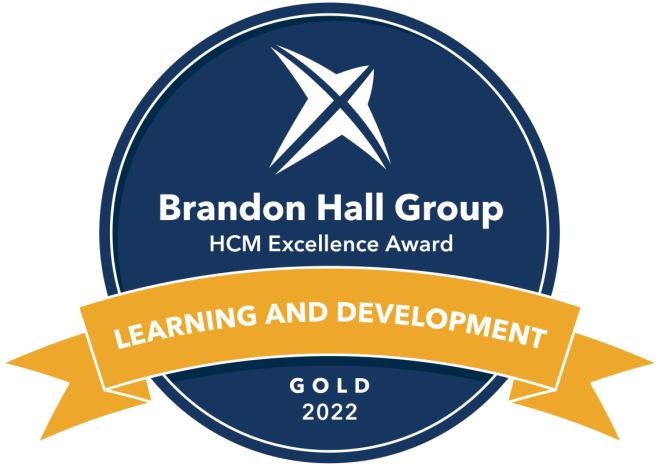 Brandon Hall Group
HCM Excellence Award
LEARNING AND DEVELOPMENT
GOLD
2022